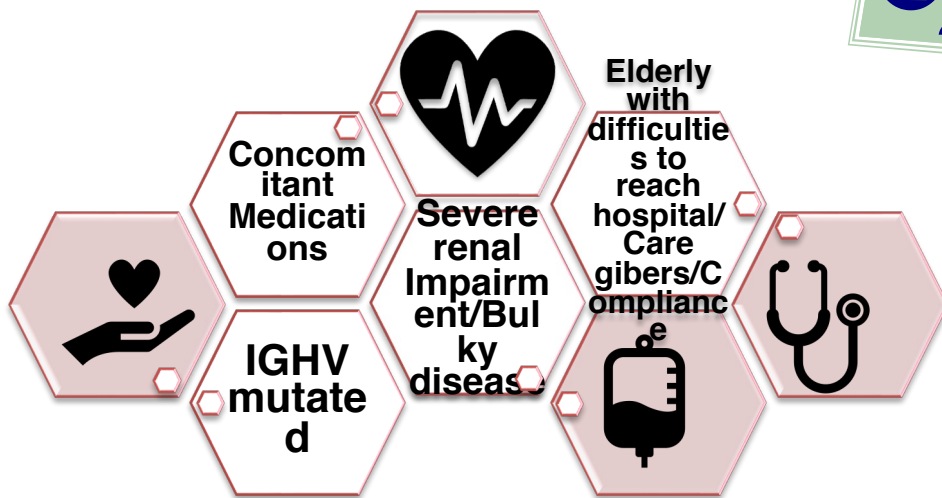 Concom
itant
Medicati
ons
IGHV
mutate
d
Severe
renal
Impairm
ent/Bul
ky
disease
Elderly
with
difficultie
s to
reach
hospital/
Care
gibers/C
omplianc
e